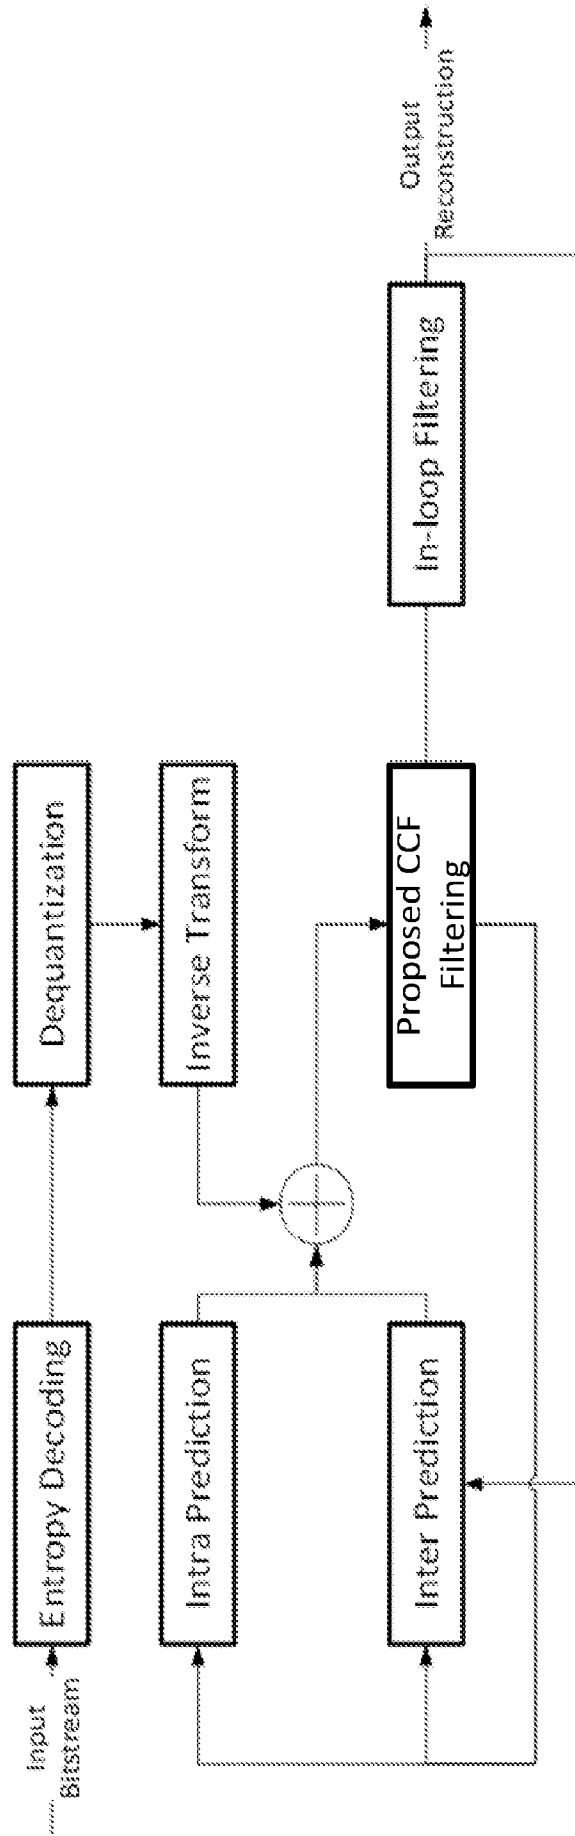 Input
Bitstream
Entropy Decoding
Dequantization
Intra Prediction
Inverse Transform
Inter Prediction
Proposed CCF
Filtering
In-loop Filtering
Output
Reconstruction